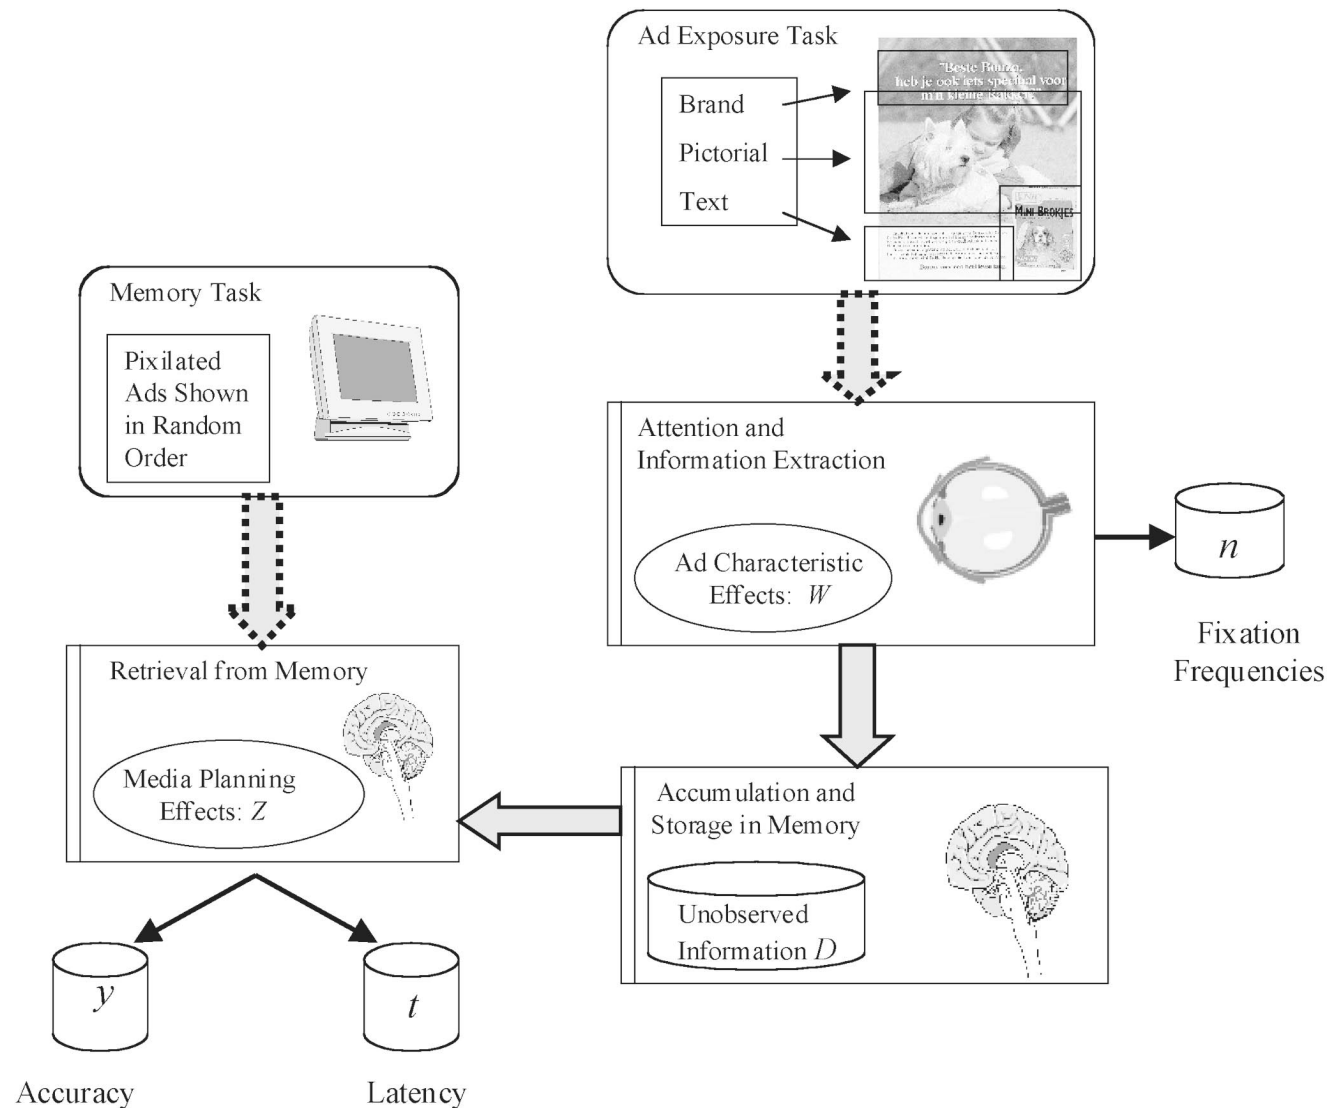 Ad Exposure Task
Brand
Pictorial
Text
"Beste Bonzo,
heb je ook iets speciaal voor
m'n kleine Bakker?"
MINI BROKJES
Memory Task
Pixilated
Ads Shown
in Random
Order
Attention and
Information Extraction
Ad Characteristic
Effects: W
n
Fixation
Frequencies
Retrieval from Memory
Media Planning
Effects: Z
Accumulation and
Storage in Memory
Unobserved
Information D
y
t
Accuracy
Latency